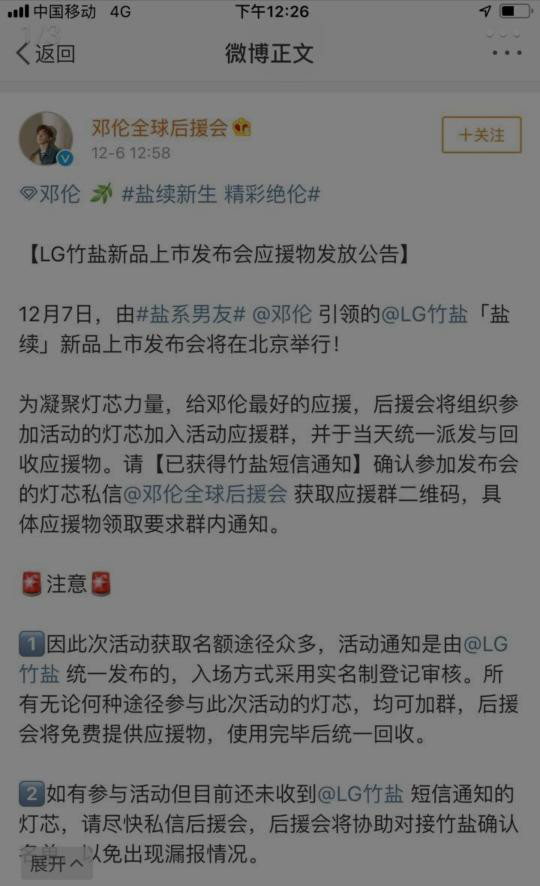 中国移动 4G 下午12:26
1/3
返回 微博正文
邓伦全球后援会
12-6 12:58
+关注
邓伦 #盐续新生 精彩绝伦#
【LG竹盐新品上市发布会应援物发放公告】
12月7日，由#盐系男友# @邓伦 引领的@LG竹盐「盐
续」新品上市发布会将在北京举行！
为凝聚灯芯力量，给邓伦最好的应援，后援会将组织参
加活动的灯芯加入活动应援群，并于当天统一派发与回
收应援物。请【已获得竹盐短信通知】确认参加发布会
的灯芯私信@邓伦全球后援会 获取应援群二维码，具
体应援物领取要求群内通知。
注意
1因此次活动获取名额途径众多，活动通知是由@LG
竹盐 统一发布的，入场方式采用实名制登记审核。所
有无论何种途径参与此次活动的灯芯，均可加群，后援
会将免费提供应援物，使用完毕后统一回收。
2如有参与活动但目前还未收到@LG竹盐 短信通知的
灯芯，请尽快私信后援会，后援会将协助对接竹盐确认
名单，以免出现漏报情况。
展开